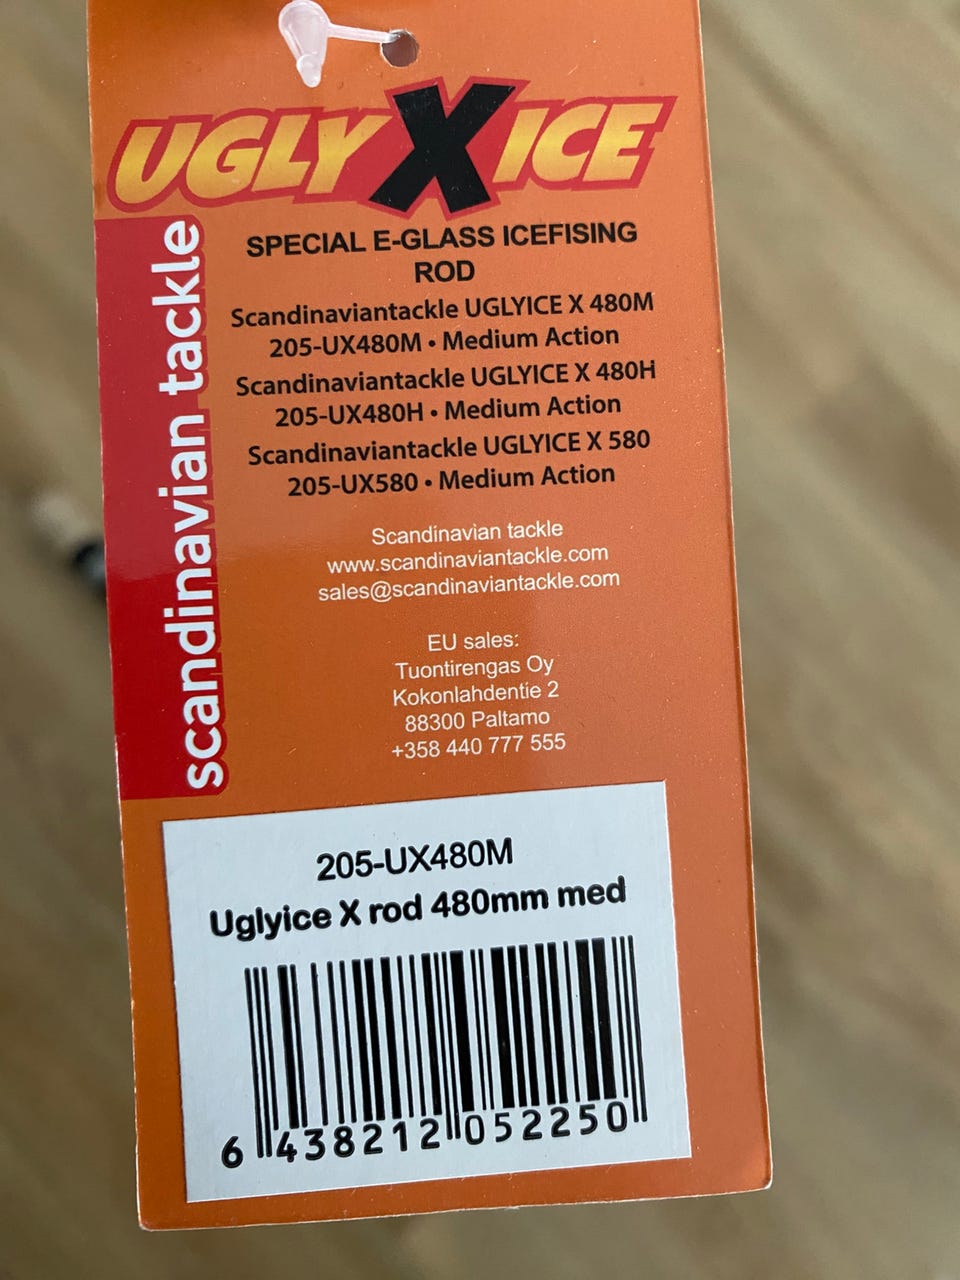 UGLY X ICE
scandinavian tackle
SPECIAL E-GLASS ICEFISING
ROD
Scandinaviantackle UGLYICE X 480M
205-UX480M • Medium Action
Scandinaviantackle UGLYICE X 480H
205-UX480H • Medium Action
Scandinaviantackle UGLYICE X 580
205-UX580 • Medium Action
Scandinavian tackle
www.scandinaviantackle.com
sales@scandinaviantackle.com
EU sales:
Tuontirengas Oy
Kokonlahdentie 2
88300 Paltamo
+358 440 777 555
205-UX480M
Uglyice X rod 480mm med
6 438212 052250